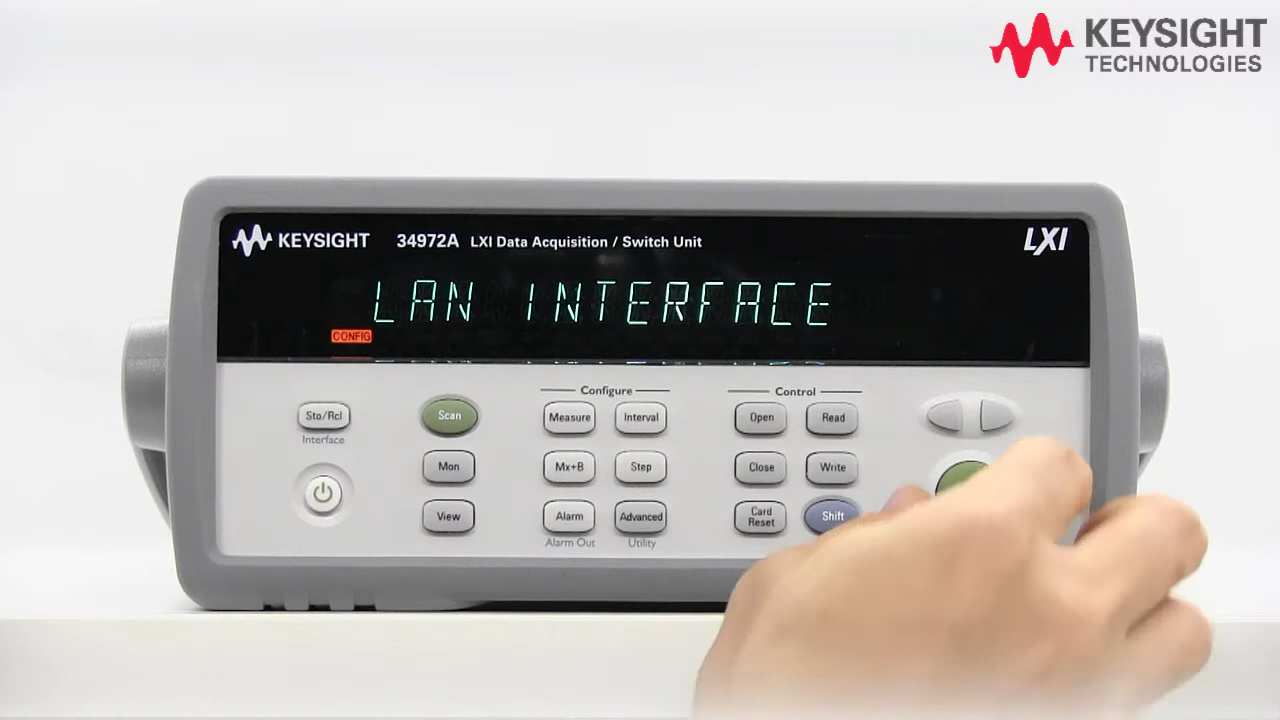 KEYSIGHT
TECHNOLOGIES
KEYSIGHT 34972A LXI Data Acquisition / Switch Unit LXI
LAN INTERFACE
CONFIG
Configure
Control
Sto/Rcl Scan Measure Interval Open Read
Interface
Mon Mx+B Step Close Write
View Alarm Advanced Card Reset Shift
Alarm Out Utility